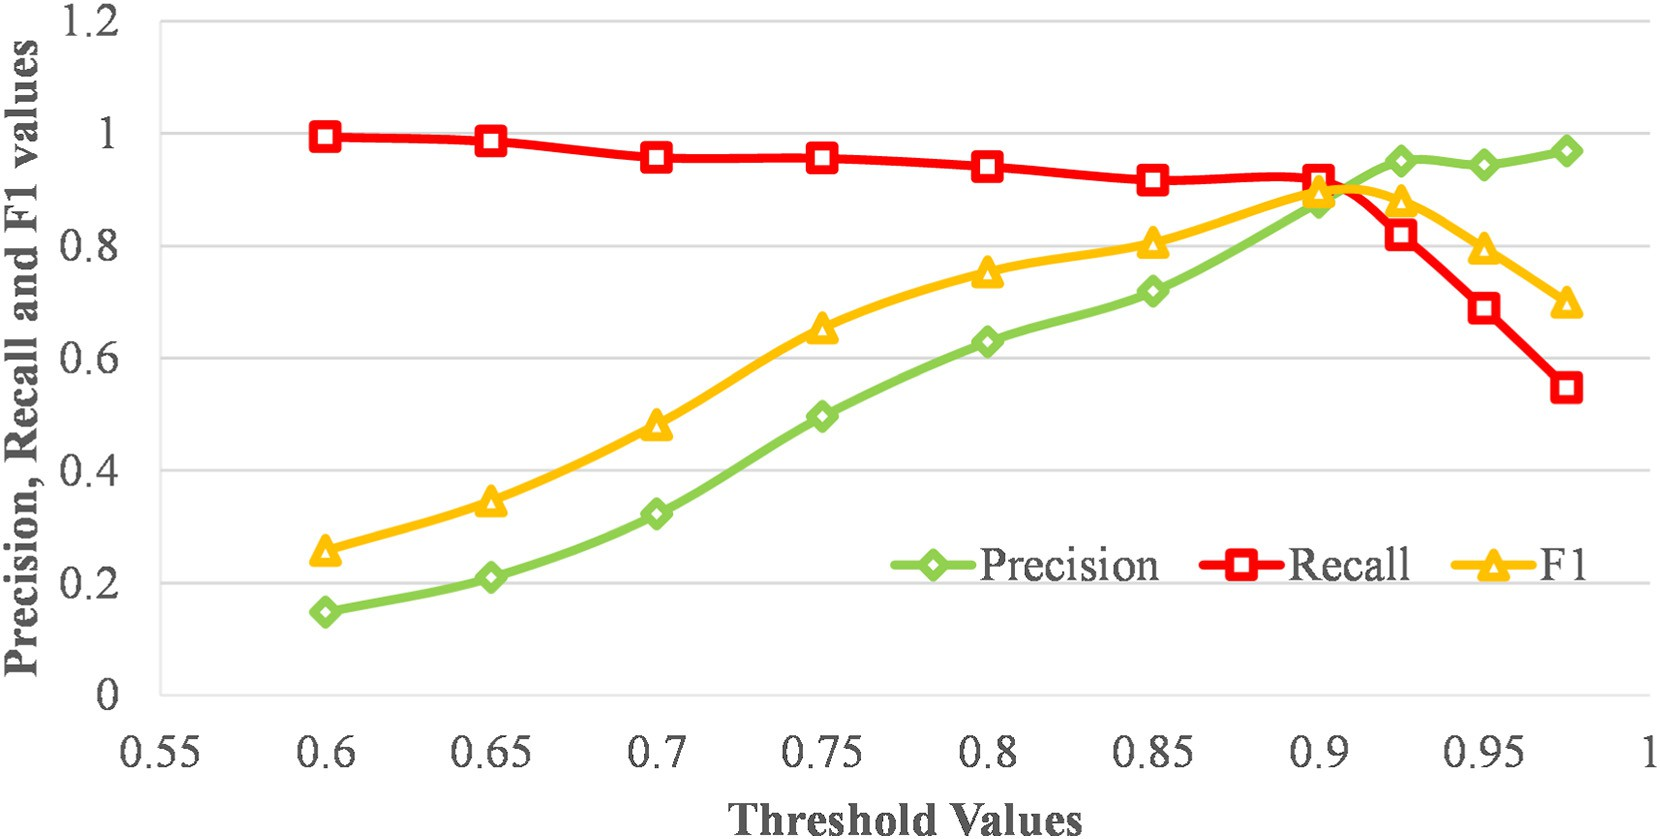 Precision, Recall and F1 values
1.2
1
0.8
0.6
0.4
0.2
0
Precision
Recall
F1
0.55 0.6 0.65 0.7 0.75 0.8 0.85 0.9 0.95 1
Threshold Values